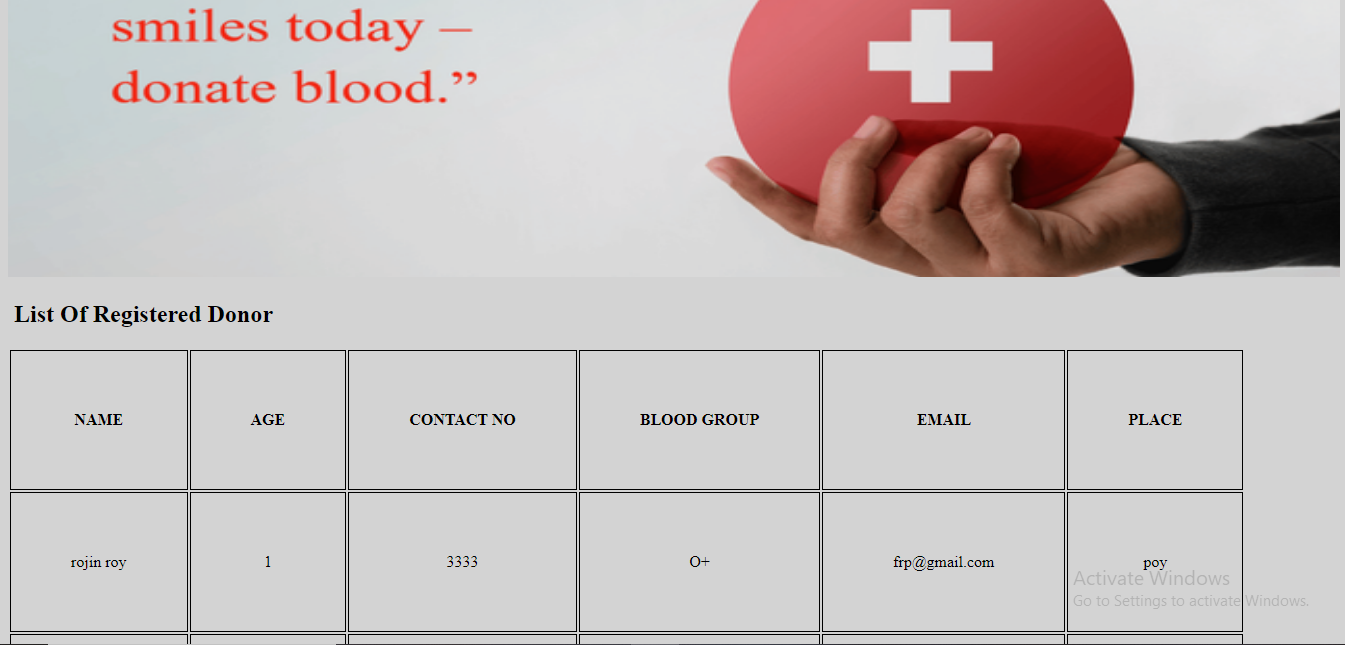 smiles today –
donate blood.”
List Of Registered Donor
NAME AGE CONTACT NO BLOOD GROUP EMAIL PLACE
rojin roy 1 3333 O+ frp@gmail.com poy
Activate Windows
Go to Settings to activate Windows.